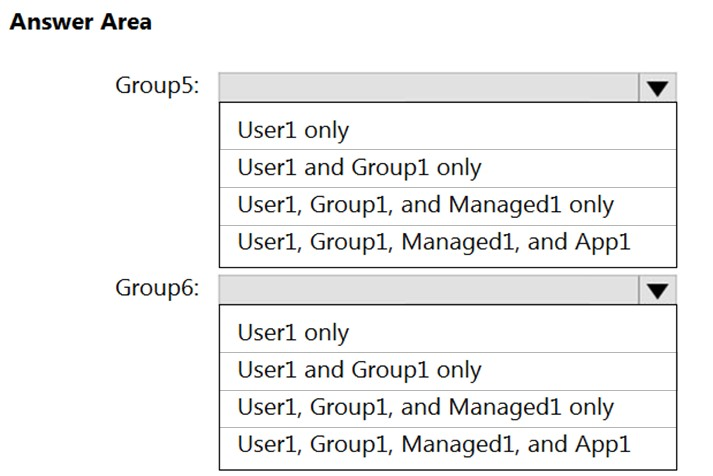 Answer Area
Group5:
User1 only
User1 and Group1 only
User1, Group1, and Managed1 only
User1, Group1, Managed1, and App1
Group6:
User1 only
User1 and Group1 only
User1, Group1, and Managed1 only
User1, Group1, Managed1, and App1